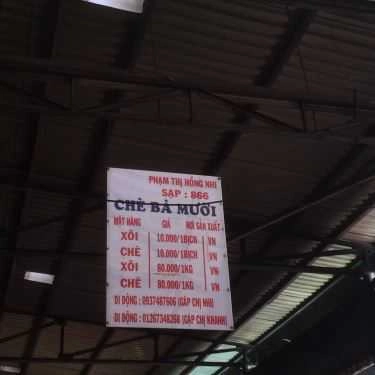 PHẠM THỊ HỒNG NHI
SẠP : 866
CHÈ BÀ MƯỜI
MẶT HÀNG GIÁ NƠI SẢN XUẤT
XÔI 10.000/1BỊCH VN
CHÈ 10.000/1BỊCH VN
XÔI 60.000/1KG VN
CHÈ 80.000/1KG VN
DI ĐỘNG : 0937487606 (GẶP CHỊ NHI)
DI ĐỘNG : 01267348268 (GẶP CHỊ KHANH)